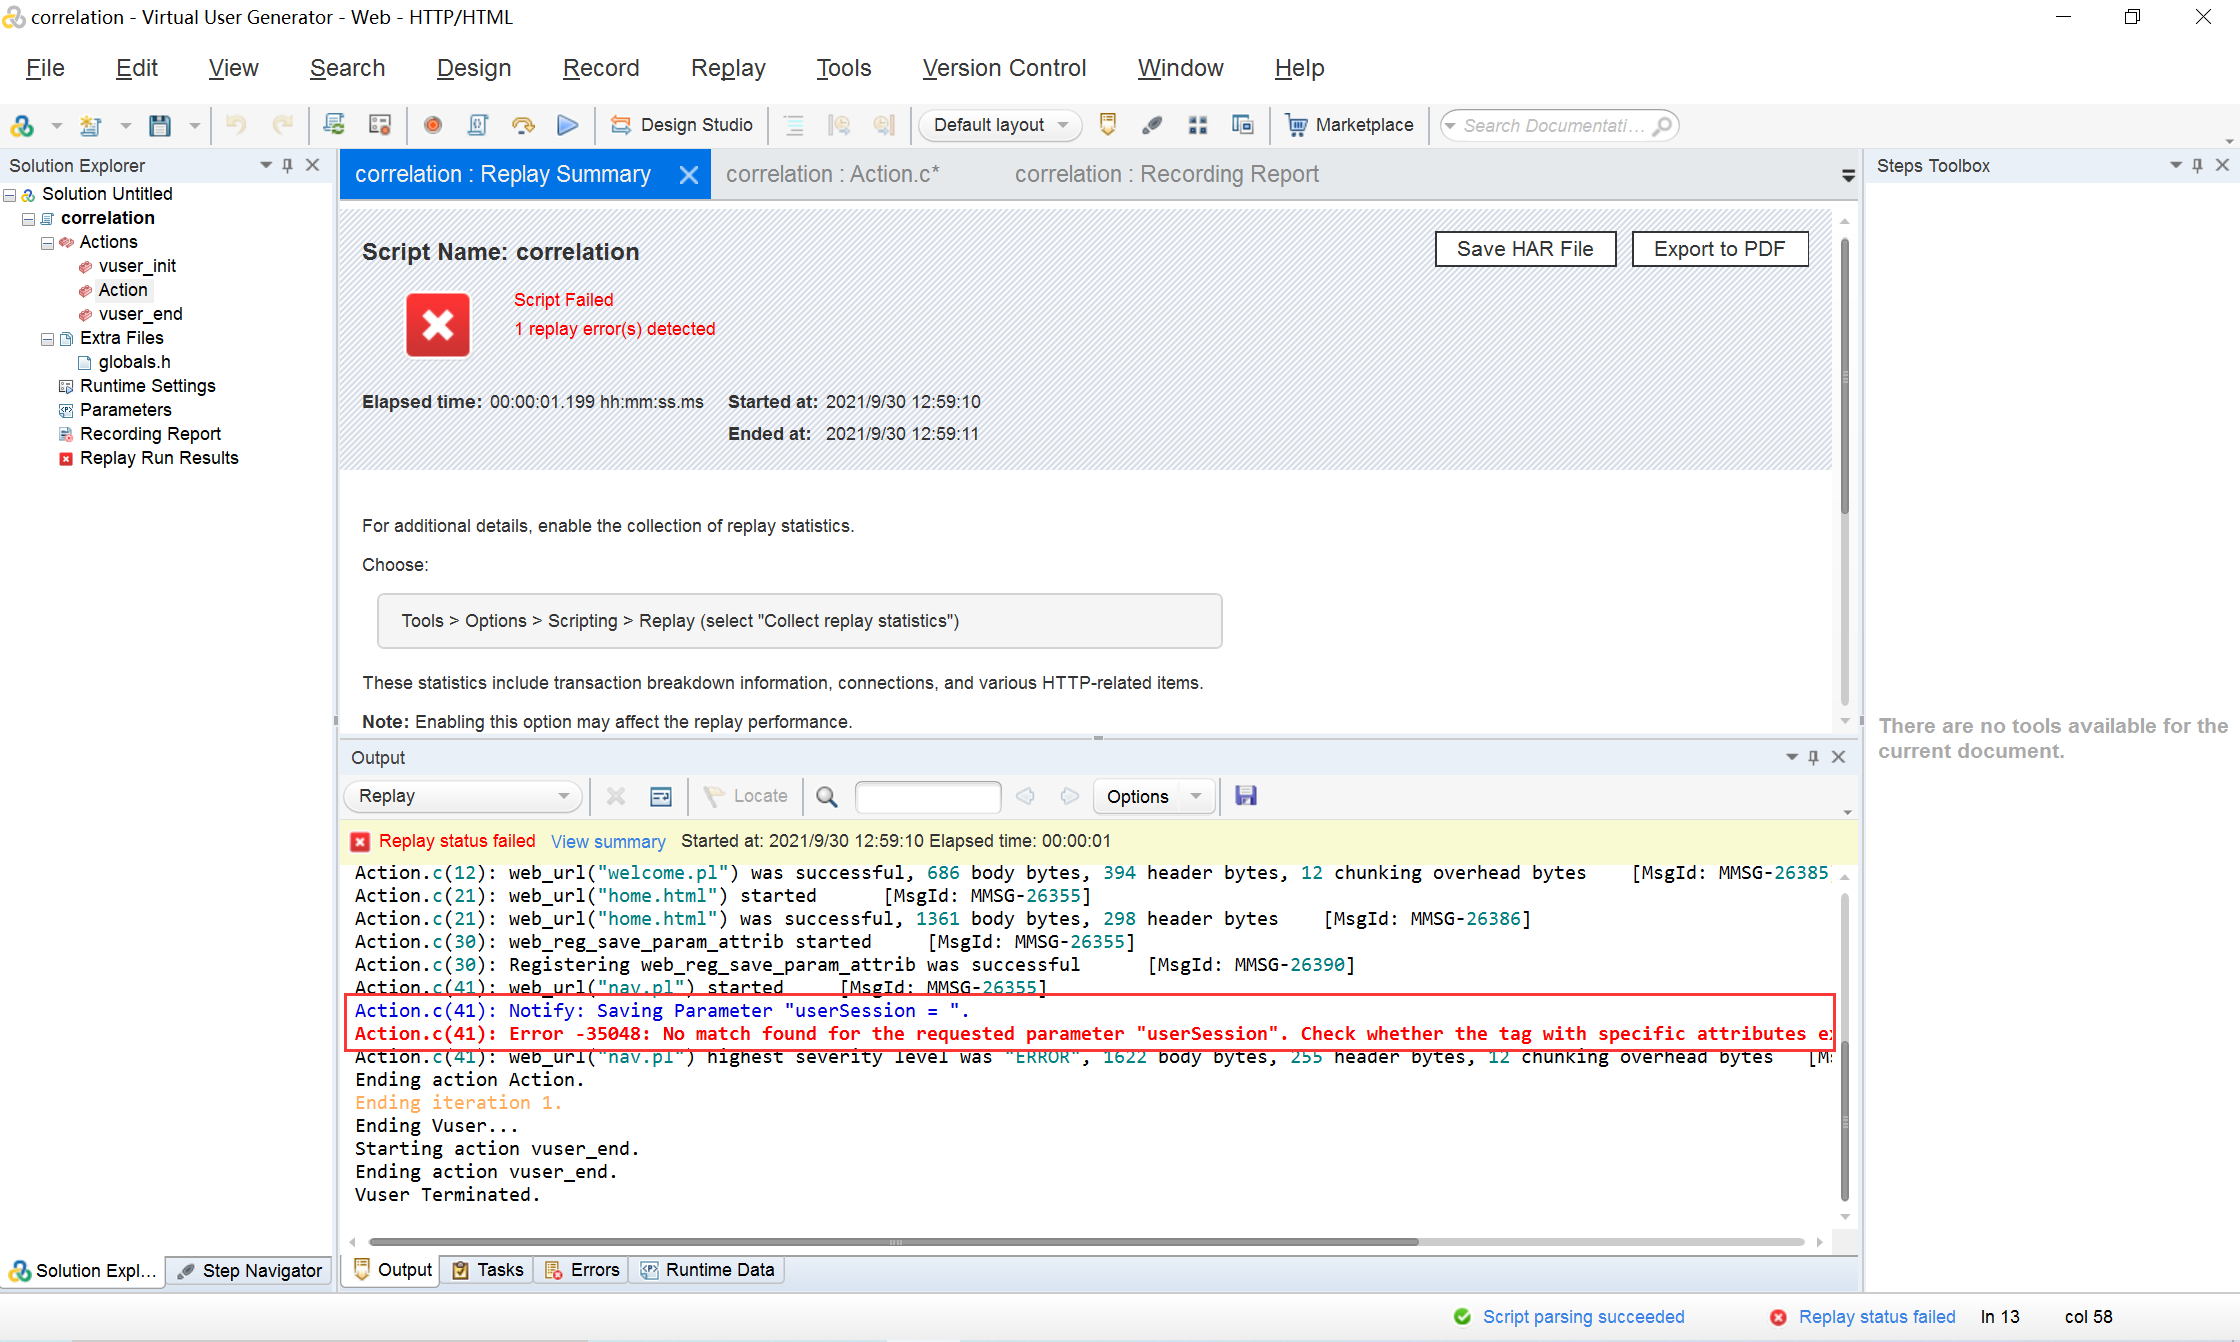 correlation - Virtual User Generator - Web - HTTP/HTML
File Edit View Search Design Record Replay Tools Version Control Window Help
Design Studio Default layout Marketplace Search Documentati...
Solution Explorer
Solution Untitled
correlation
Actions
vuser_init
Action
vuser_end
Extra Files
globals.h
Runtime Settings
Parameters
Recording Report
Replay Run Results
Solution Expl... Step Navigator
correlation : Replay Summary correlation : Action.c* correlation : Recording Report
Script Name: correlation
Save HAR File Export to PDF
Script Failed
1 replay error(s) detected
Elapsed time: 00:00:01.199 hh:mm:ss.ms Started at: 2021/9/30 12:59:10
Ended at: 2021/9/30 12:59:11
For additional details, enable the collection of replay statistics.
Choose:
Tools > Options > Scripting > Replay (select "Collect replay statistics")
These statistics include transaction breakdown information, connections, and various HTTP-related items.
Note: Enabling this option may affect the replay performance.
Output
Replay Locate Options
Replay status failed View summary Started at: 2021/9/30 12:59:10 Elapsed time: 00:00:01
Action.c(12): web_url("welcome.pl") was successful, 686 body bytes, 394 header bytes, 12 chunking overhead bytes [MsgId: MMSG-26385
Action.c(21): web_url("home.html") started [MsgId: MMSG-26355]
Action.c(21): web_url("home.html") was successful, 1361 body bytes, 298 header bytes [MsgId: MMSG-26386]
Action.c(30): web_reg_save_param_attrib started [MsgId: MMSG-26355]
Action.c(30): Registering web_reg_save_param_attrib was successful [MsgId: MMSG-26390]
Action.c(41): web_url("nav.pl") started [MsgId: MMSG-26355]
Action.c(41): Notify: Saving Parameter "userSession = ".
Action.c(41): Error -35048: No match found for the requested parameter "userSession". Check whether the tag with specific attributes e
Action.c(41): web_url("nav.pl") highest severity level was "ERROR", 1622 body bytes, 255 header bytes, 12 chunking overhead bytes [M
Ending action Action.
Ending iteration 1.
Ending Vuser...
Starting action vuser_end.
Ending action vuser_end.
Vuser Terminated.
Output Tasks Errors Runtime Data
Steps Toolbox
There are no tools available for the
current document.
Script parsing succeeded Replay status failed ln 13 col 58